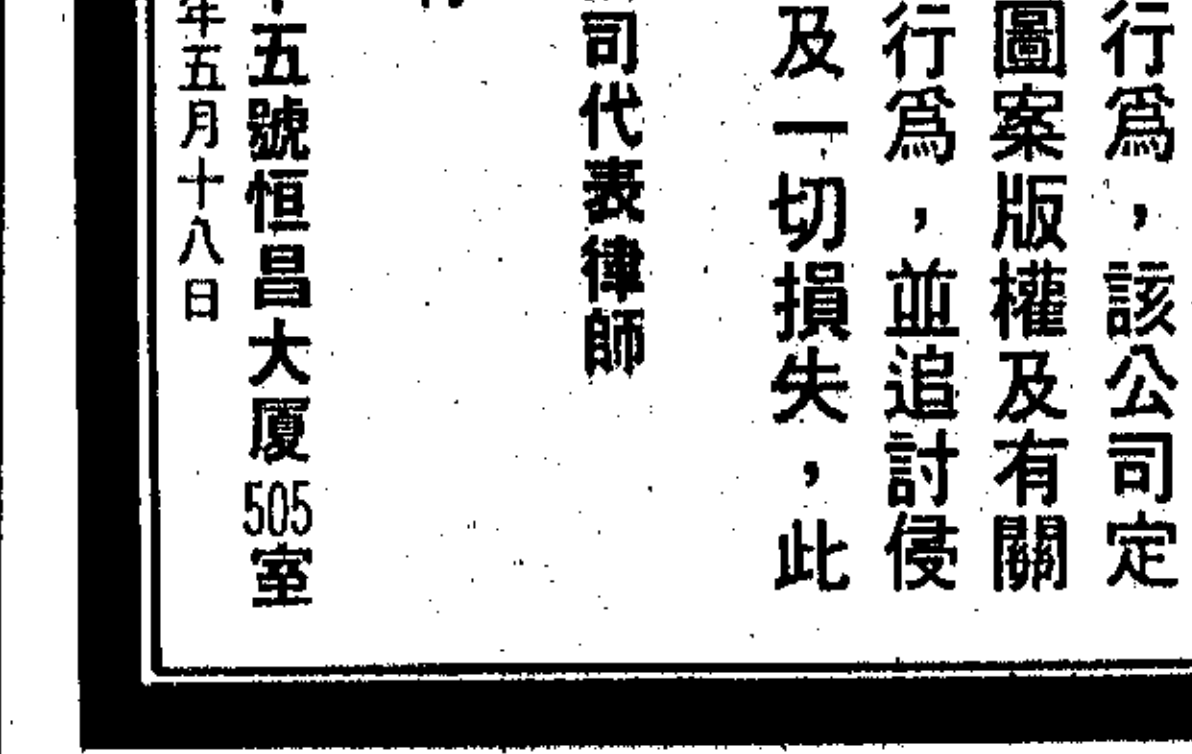 行爲，該公司定
圖案版權及有關
行爲，並追討侵
及一切損失，此
司代表律師
五號恒昌大厦505室
年五月十八日